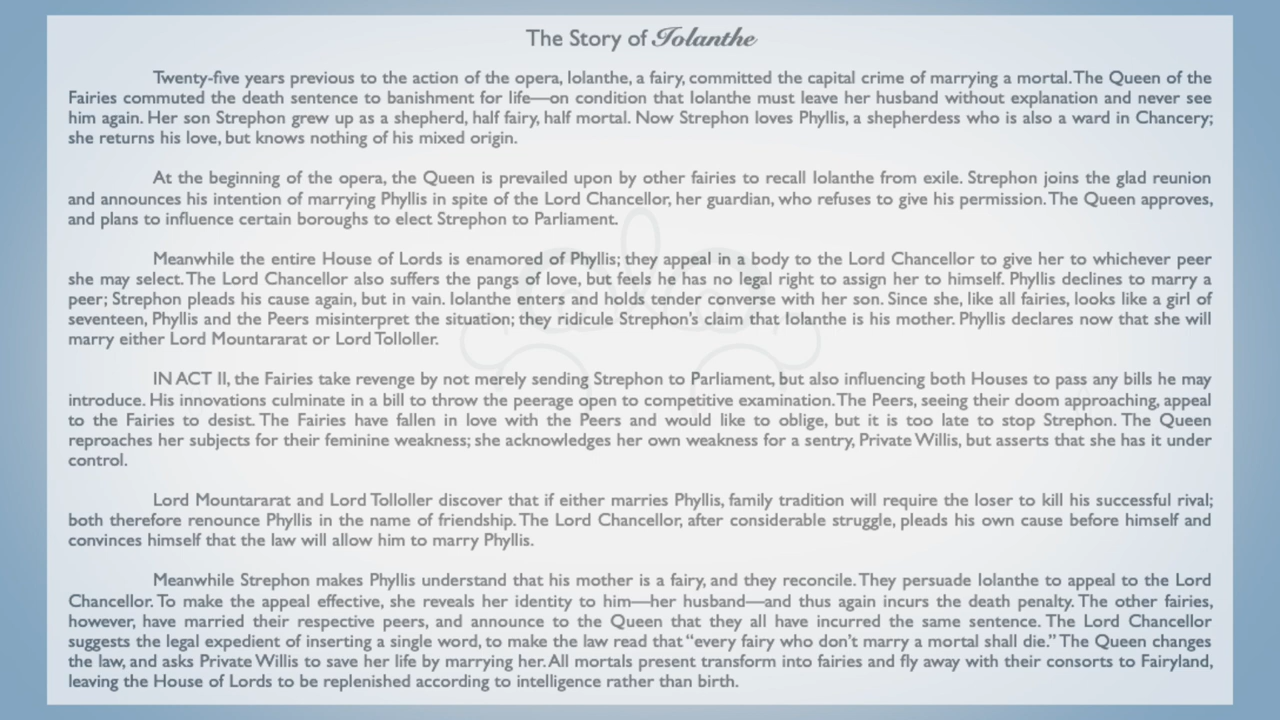 The Story of Iolanthe
Twenty-five years previous to the action of the opera, Iolanthe, a fairy, committed the capital crime of marrying a mortal. The Queen of the
Fairies commuted the death sentence to banishment for life—on condition that Iolanthe must leave her husband without explanation and never see
him again. Her son Strephon grew up as a shepherd, half fairy, half mortal. Now Strephon loves Phyllis, a shepherdess who is also a ward in Chancery;
she returns his love, but knows nothing of his mixed origin.
At the beginning of the opera, the Queen is prevailed upon by other fairies to recall Iolanthe from exile. Strephon joins the glad reunion
and announces his intention of marrying Phyllis in spite of the Lord Chancellor, her guardian, who refuses to give his permission. The Queen approves,
and plans to influence certain boroughs to elect Strephon to Parliament.
Meanwhile the entire House of Lords is enamored of Phyllis; they appeal in a body to the Lord Chancellor to give her to whichever peer
she may select. The Lord Chancellor also suffers the pangs of love, but feels he has no legal right to assign her to himself. Phyllis declines to marry a
peer; Strephon pleads his cause again, but in vain. Iolanthe enters and holds tender converse with her son. Since she, like all fairies, looks like a girl of
seventeen, Phyllis and the Peers misinterpret the situation; they ridicule Strephon's claim that Iolanthe is his mother. Phyllis declares now that she will
marry either Lord Mountararat or Lord Tolloller.
IN ACT II, the Fairies take revenge by not merely sending Strephon to Parliament, but also influencing both Houses to pass any bills he may
introduce. His innovations culminate in a bill to throw the peerage open to competitive examination. The Peers, seeing their doom approaching, appeal
to the Fairies to desist. The Fairies have fallen in love with the Peers and would like to oblige, but it is too late to stop Strephon. The Queen
reproaches her subjects for their feminine weakness; she acknowledges her own weakness for a sentry, Private Willis, but asserts that she has it under
control.
Lord Mountararat and Lord Tolloller discover that if either marries Phyllis, family tradition will require the loser to kill his successful rival;
both therefore renounce Phyllis in the name of friendship. The Lord Chancellor, after considerable struggle, pleads his own cause before himself and
convinces himself that the law will allow him to marry Phyllis.
Meanwhile Strephon makes Phyllis understand that his mother is a fairy, and they reconcile. They persuade Iolanthe to appeal to the Lord
Chancellor. To make the appeal effective, she reveals her identity to him—her husband—and thus again incurs the death penalty. The other fairies,
however, have married their respective peers, and announce to the Queen that they all have incurred the same sentence. The Lord Chancellor
suggests the legal expedient of inserting a single word, to make the law read that “every fairy who don't marry a mortal shall die.” The Queen changes
the law, and asks Private Willis to save her life by marrying her. All mortals present transform into fairies and fly away with their consorts to Fairyland,
leaving the House of Lords to be replenished according to intelligence rather than birth.